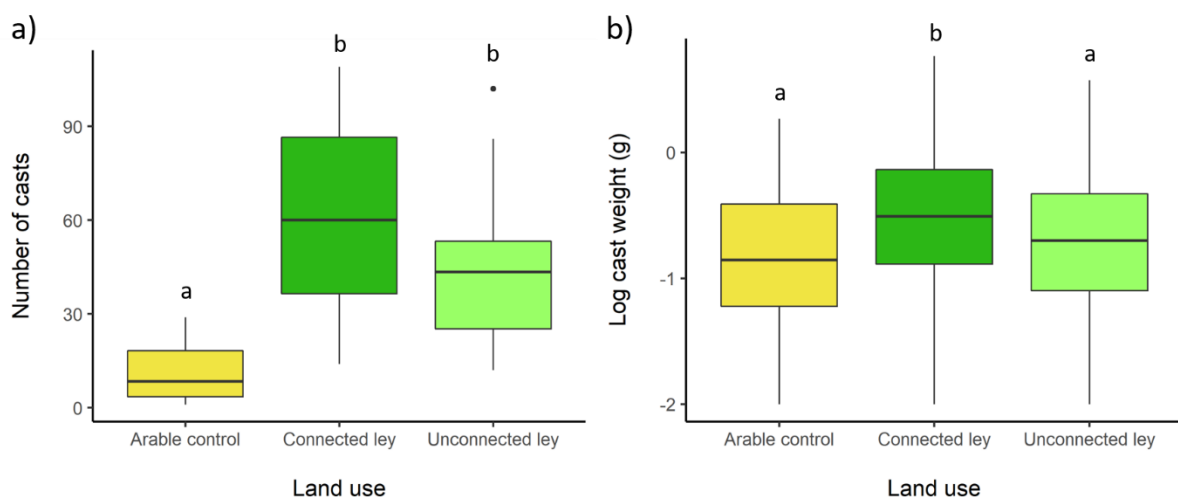 a)
Number of casts
90
60
30
0
a
b
b
Arable control Connected ley Unconnected ley
Land use
b)
Log cast weight (g)
0
-1
-2
a
b
a
Arable control Connected ley Unconnected ley
Land use